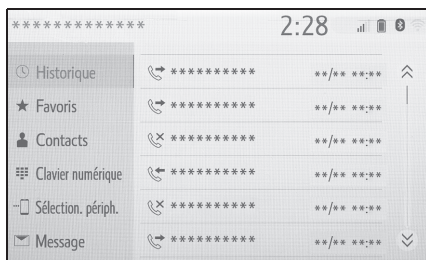 ************* 2:28
Historique ********** **/** **:**
Favoris ********** **/** **:**
Contacts ********** **/** **:**
Clavier numérique ********** **/** **:**
Sélection. périph. ********** **/** **:**
Message ********** **/** **:**